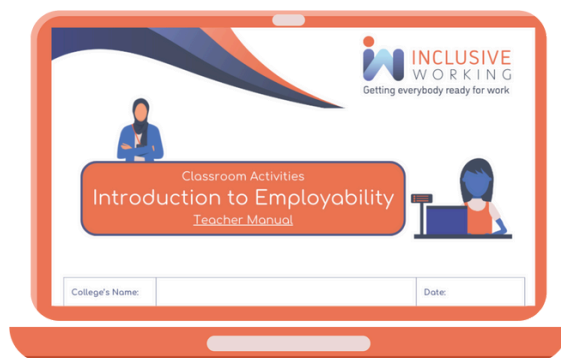 INCLUSIVE
WORKING
Getting everybody ready for work
Classroom Activities
Introduction to Employability
Teacher Manual
College's Name:
Date: